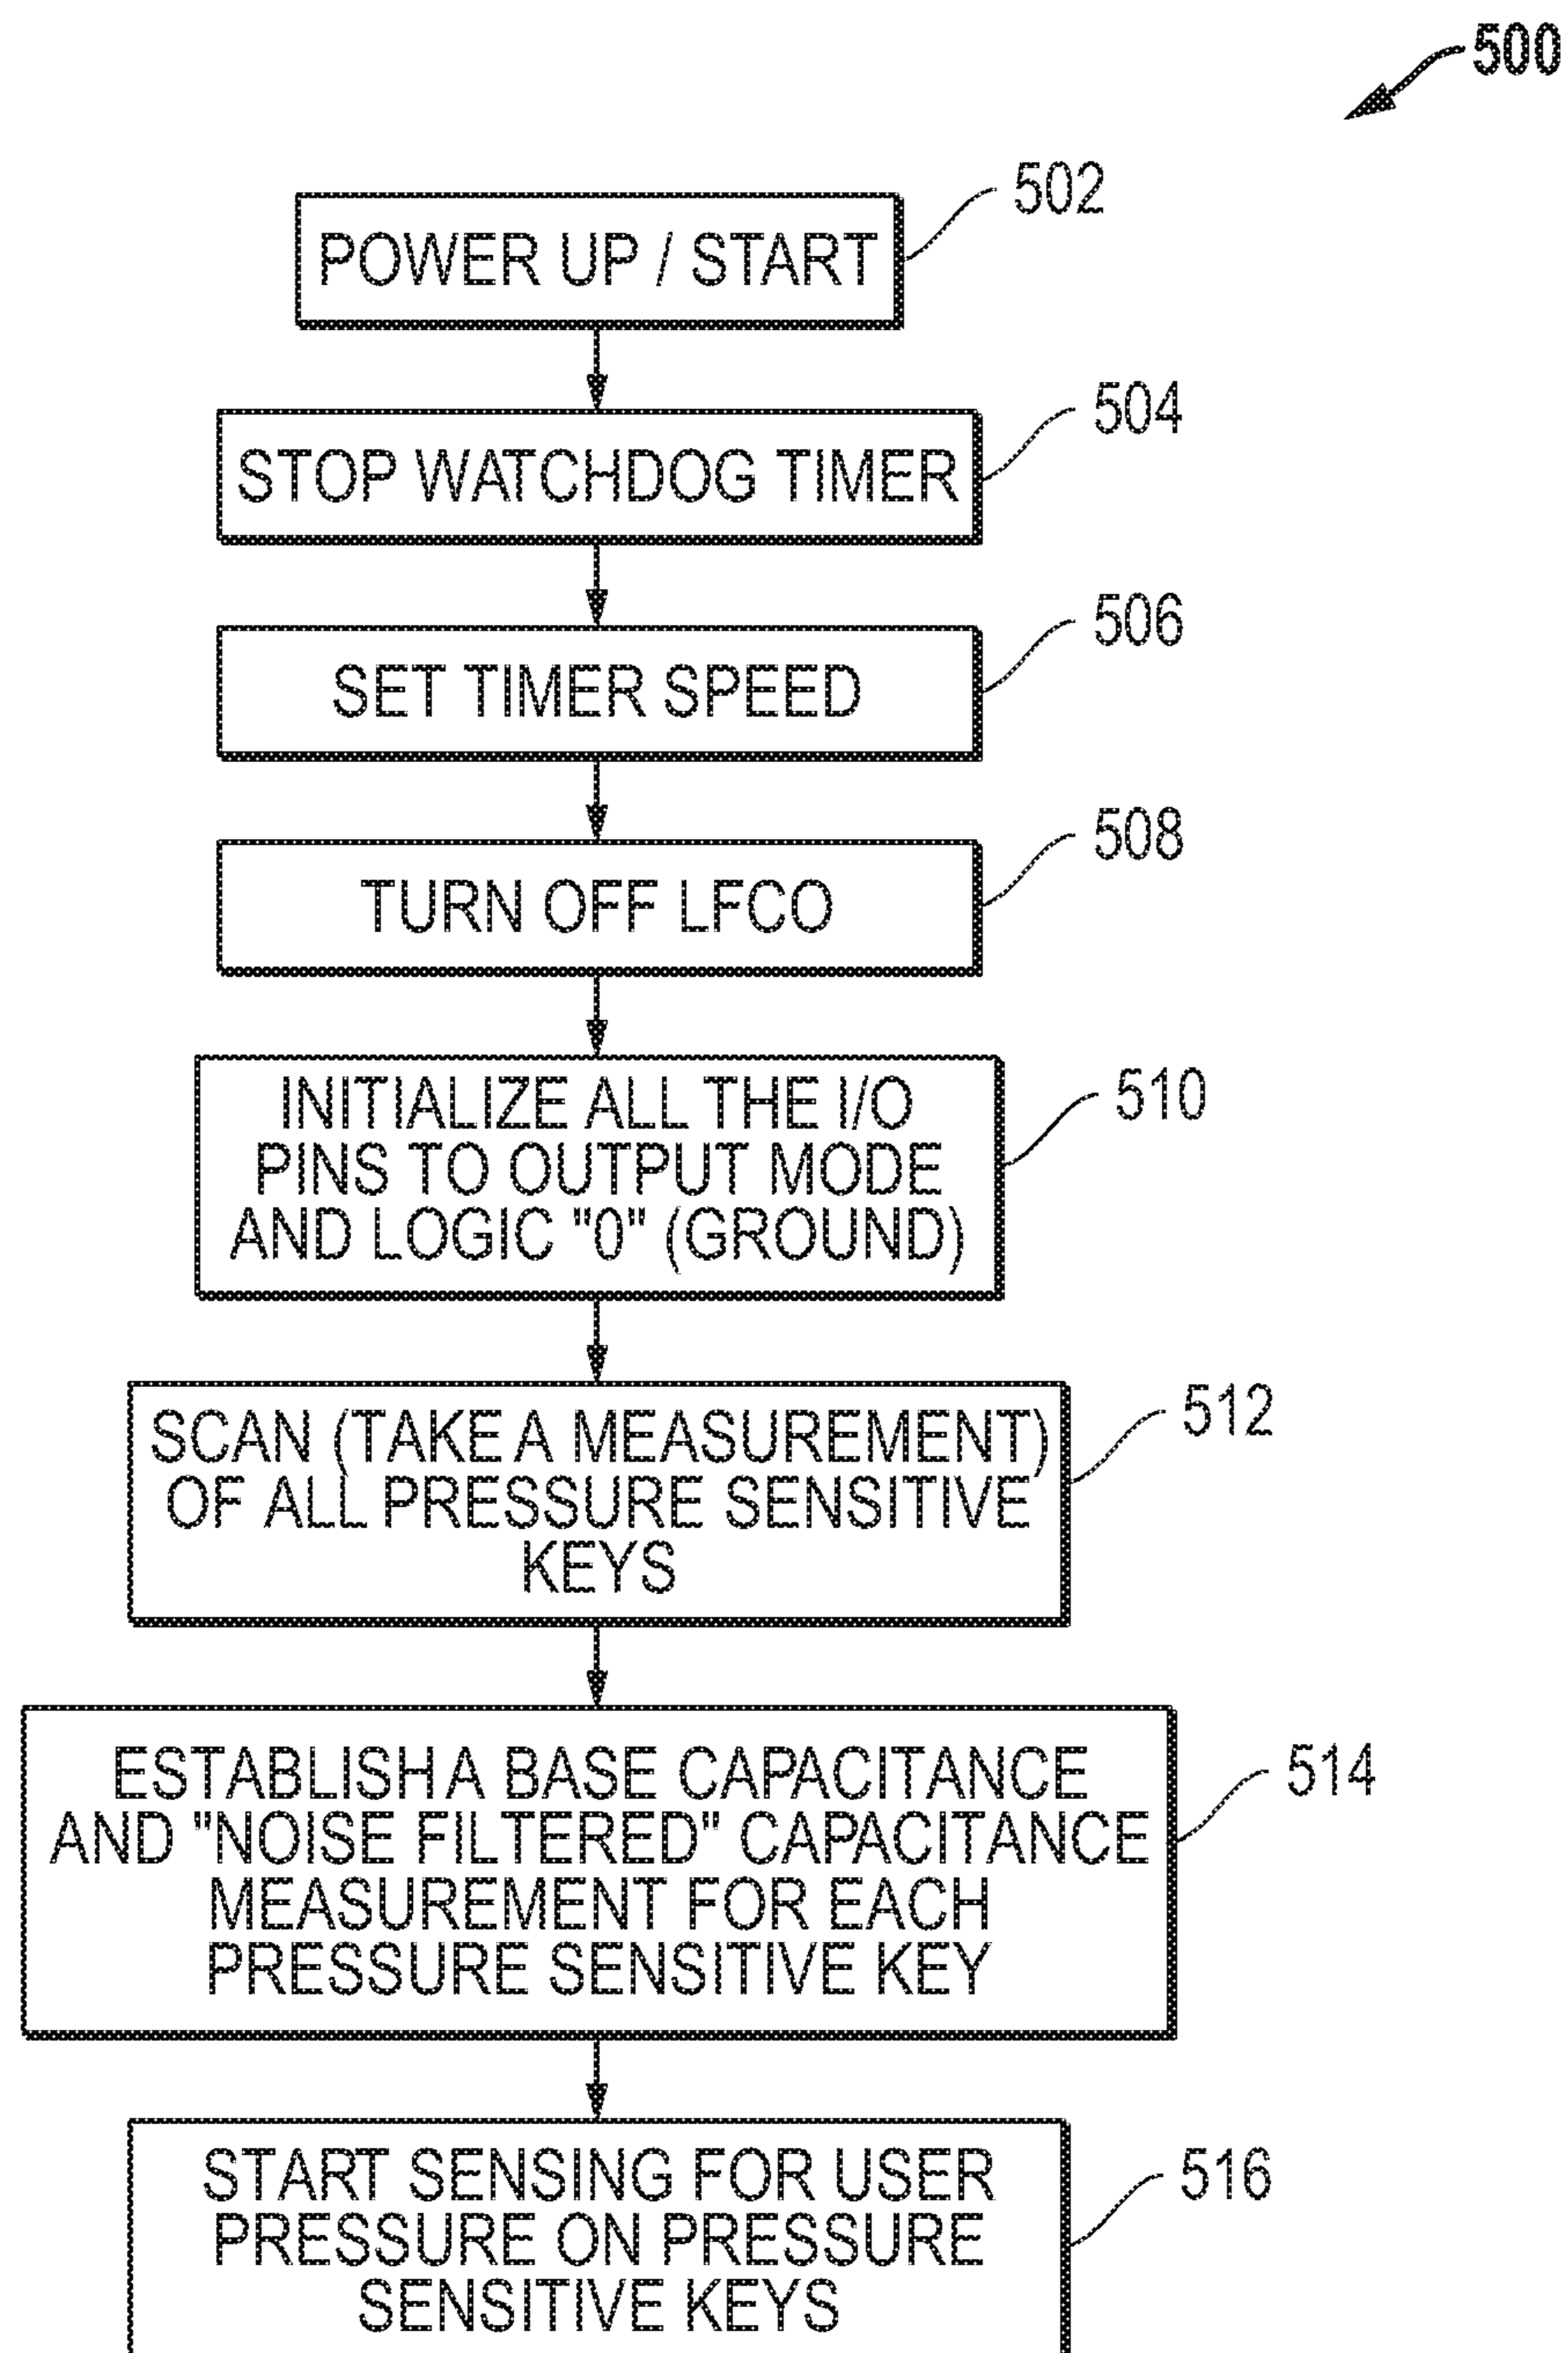 500
502
POWER UP / START
504
STOP WATCHDOG TIMER
506
SET TIMER SPEED
508
TURN OFF LFCO
510
INITIALIZE ALL THE I/O
PINS TO OUTPUT MODE
AND LOGIC "0" (GROUND)
512
SCAN (TAKE A MEASUREMENT)
OF ALL PRESSURE SENSITIVE
KEYS
514
ESTABLISH A BASE CAPACITANCE
AND "NOISE FILTERED" CAPACITANCE
MEASUREMENT FOR EACH
PRESSURE SENSITIVE KEY
516
START SENSING FOR USER
PRESSURE ON PRESSURE
SENSITIVE KEYS